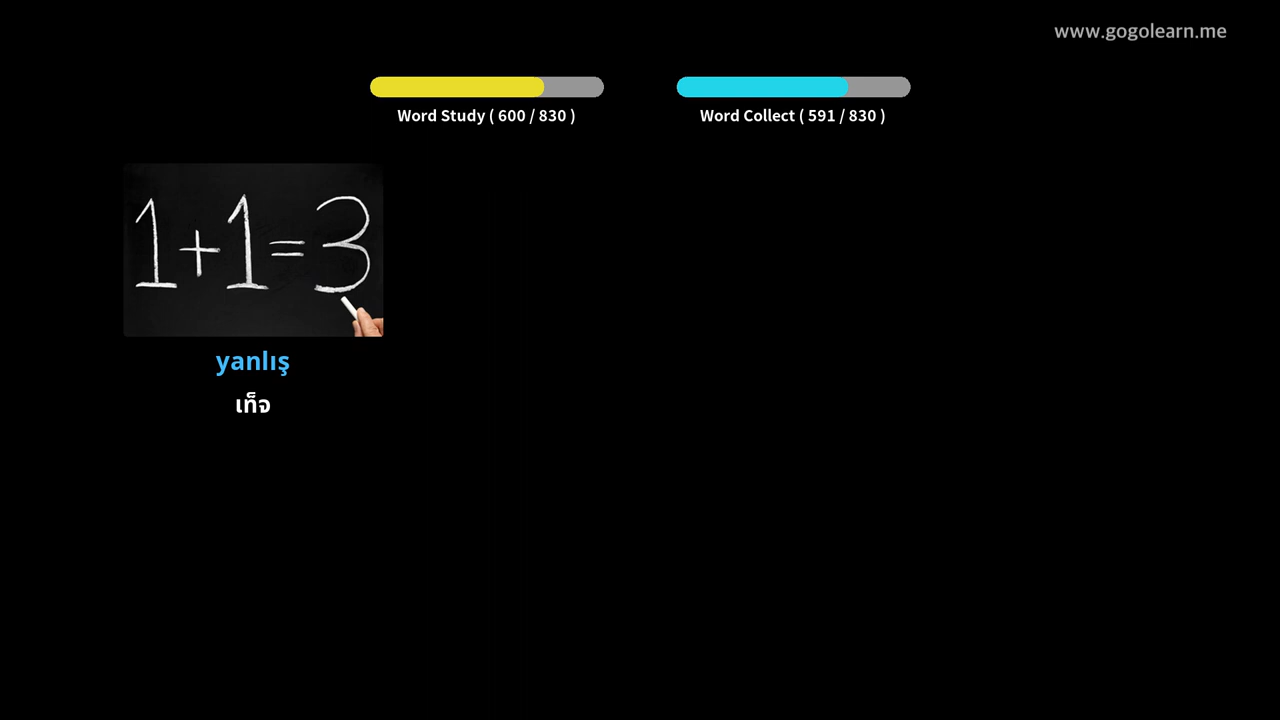 www.gogolearn.me
Word Study ( 600 / 830 )
Word Collect ( 591 / 830 )
1+1=3
yanlış
เท็จ